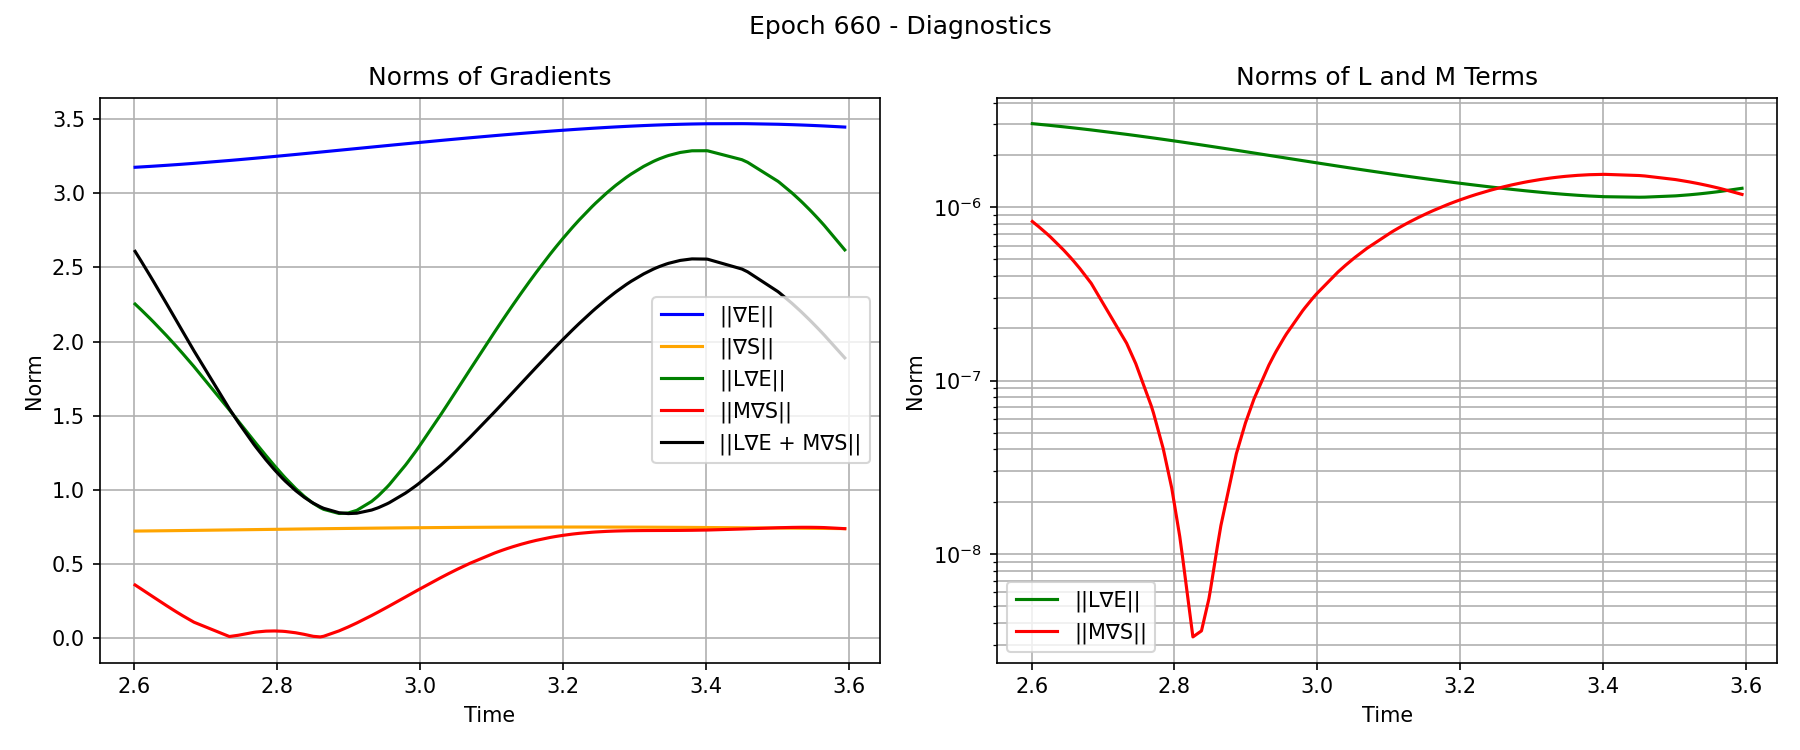 Epoch 660 - Diagnostics
Norms of Gradients
Norm
3.5
3.0
2.5
2.0
1.5
1.0
0.5
0.0
||∇E||
||∇S||
||L∇E||
||M∇S||
||L∇E + M∇S||
2.6 2.8 3.0 3.2 3.4 3.6
Time
Norms of L and M Terms
Norm
10⁻⁶
10⁻⁷
10⁻⁸
||L∇E||
||M∇S||
2.6 2.8 3.0 3.2 3.4 3.6
Time